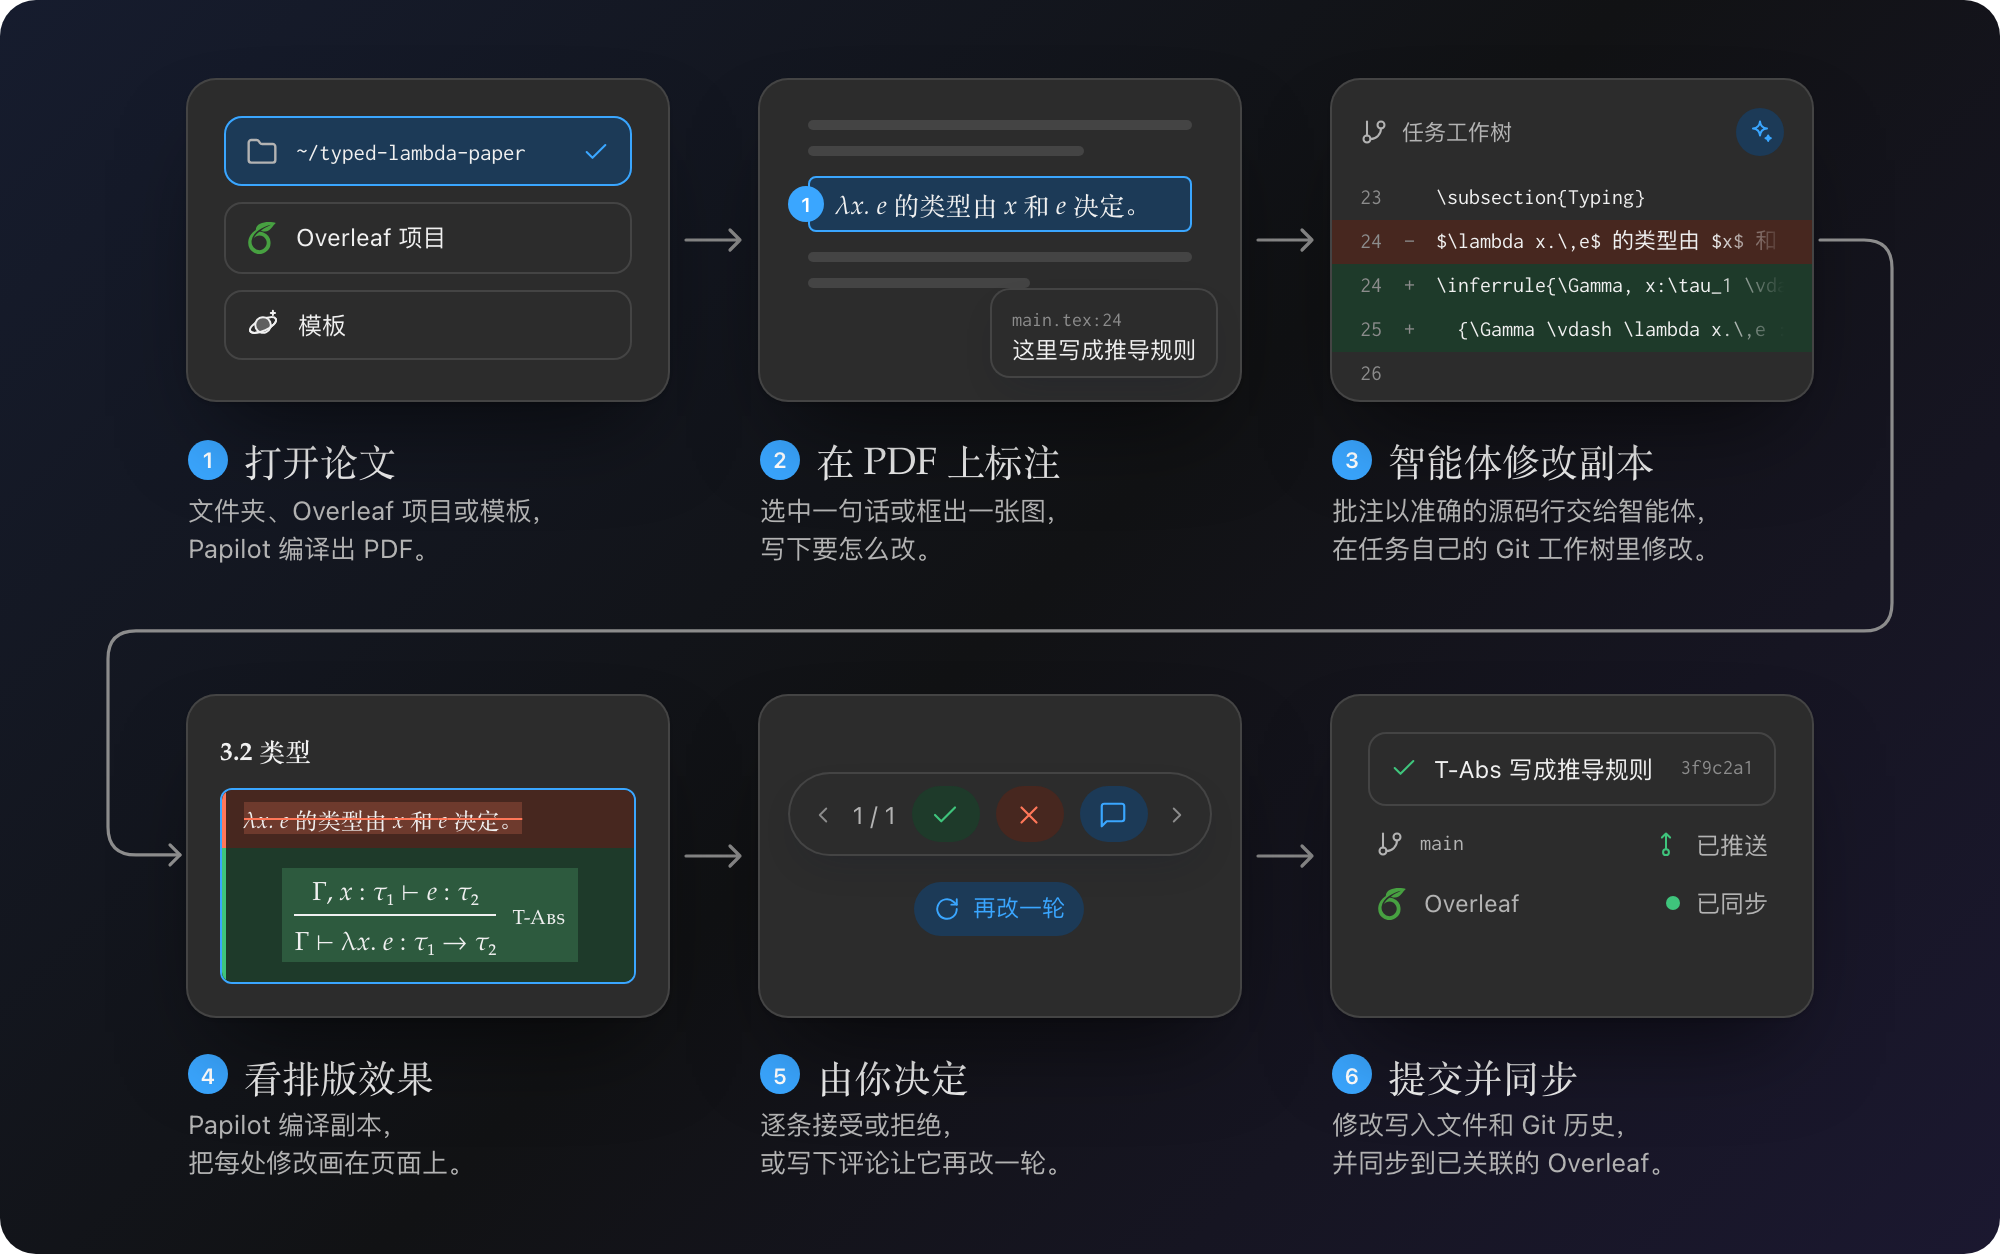 ~/typed-lambda-paper
Overleaf 项目
模板
1 打开论文
文件夹、Overleaf 项目或模板,
Papilot 编译出 PDF。
1 λx. e 的类型由 x 和 e 决定。
main.tex:24
这里写成推导规则
2 在 PDF 上标注
选中一句话或框出一张图,
写下要怎么改。
任务工作树
23 \subsection{Typing}
24 − $\lambda x.\,e$ 的类型由 $x$ 和
24 + \inferrule{\Gamma, x:\tau_1 \vda
25 + {\Gamma \vdash \lambda x.\,e
26
3 智能体修改副本
批注以准确的源码行交给智能体,
在任务自己的 Git 工作树里修改。
3.2 类型
λx. e 的类型由 x 和 e 决定。
Γ, x : τ₁ ⊢ e : τ₂
T-Abs
Γ ⊢ λx. e : τ₁ → τ₂
4 看排版效果
Papilot 编译副本,
把每处修改画在页面上。
1 / 1
再改一轮
5 由你决定
逐条接受或拒绝,
或写下评论让它再改一轮。
T-Abs 写成推导规则 3f9c2a1
main 已推送
Overleaf 已同步
6 提交并同步
修改写入文件和 Git 历史,
并同步到已关联的 Overleaf。